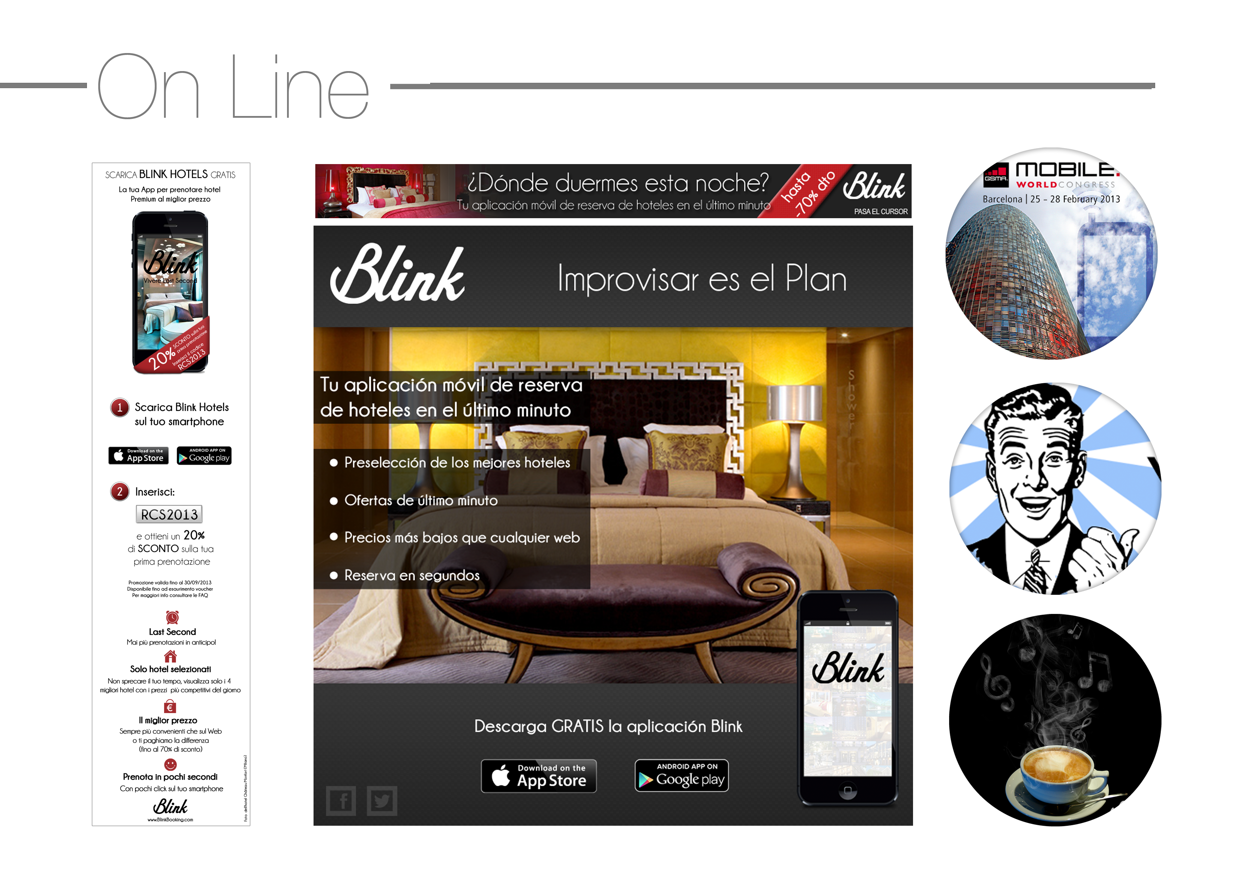 On Line
SCARICA BLINK HOTELS GRATIS
La tua App per prenotare hotel
Premium al miglior prezzo
Blink
Vivere Last Second
20% SCONTO sulla tua
prima prenotazione
Inserisci il codice
RCS2013
1 Scarica Blink Hotels
sul tuo smartphone
Download on the
App Store
ANDROID APP ON
Google play
2 Inserisci:
RCS2013
e ottieni un 20%
di SCONTO sulla tua
prima prenotazione
Promozione valida fino al 30/09/2013
Disponibile fino ad esaurimento voucher
Per maggiori info consultare le FAQ
Last Second
Mai più prenotazioni in anticipo!
Solo hotel selezionati
Non sprecare il tuo tempo, visualizza solo i 4
migliori hotel con i prezzi più competitivi del giorno
€
Il miglior prezzo
Sempre più convenienti che sul Web
o ti paghiamo la differenza
(fino al 70% di sconto)
Prenota in pochi secondi
Con pochi click sul tuo smartphone
Blink
www.BlinkBooking.com
¿Dónde duermes esta noche?
Tu aplicación móvil de reserva de hoteles en el último minuto
hasta
-70% dto
Blink
PASA EL CURSOR
Blink
Improvisar es el Plan
Tu aplicación móvil de reserva
de hoteles en el último minuto
● Preselección de los mejores hoteles
● Ofertas de último minuto
● Precios más bajos que cualquier web
● Reserva en segundos
Shower
Blink
Descarga GRATIS la aplicación Blink
Download on the
App Store
ANDROID APP ON
Google play
f
GSMA
MOBILE
WORLDCONGRESS
Barcelona | 25 - 28 February 2013